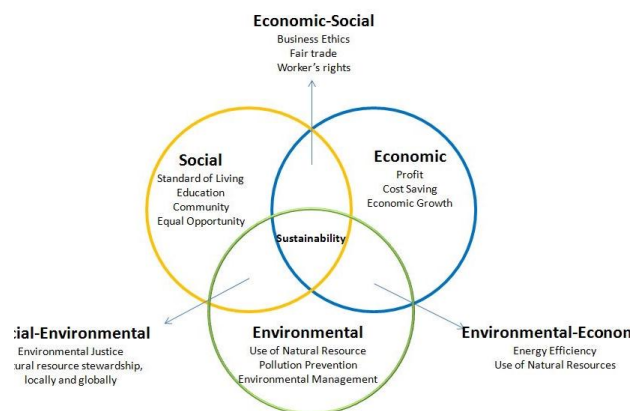 Economic-Social
Business Ethics
Fair trade
Worker's rights
Social
Standard of Living
Education
Community
Equal Opportunity
Economic
Profit
Cost Saving
Economic Growth
Sustainability
cial-Environmental
Environmental Justice
ural resource stewardship,
locally and globally
Environmental
Use of Natural Resource
Pollution Prevention
Environmental Management
Environmental-Econom
Energy Efficiency
Use of Natural Resources